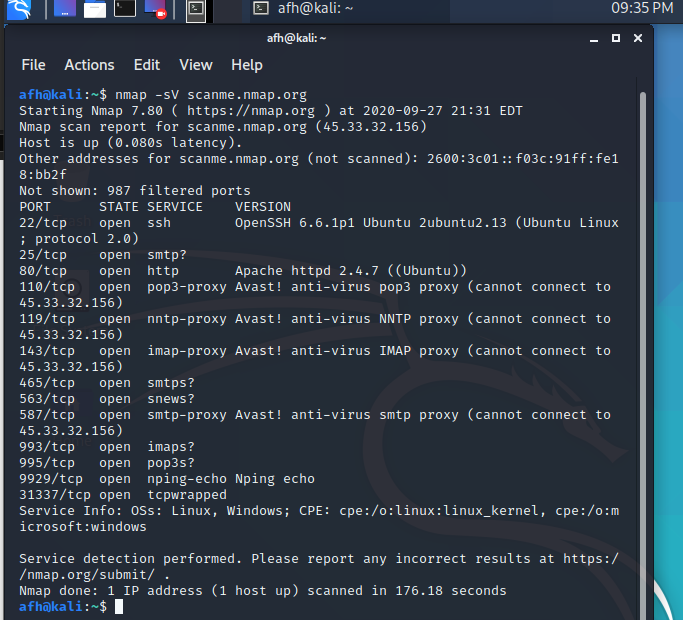 afh@kali: ~
09:35 PM
afh@kali: ~
File Actions Edit View Help
afh@kali:~$ nmap -sV scanme.nmap.org
Starting Nmap 7.80 ( https://nmap.org ) at 2020-09-27 21:31 EDT
Nmap scan report for scanme.nmap.org (45.33.32.156)
Host is up (0.080s latency).
Other addresses for scanme.nmap.org (not scanned): 2600:3c01::f03c:91ff:fe1
8:bb2f
Not shown: 987 filtered ports
PORT      STATE SERVICE    VERSION
22/tcp    open  ssh        OpenSSH 6.6.1p1 Ubuntu 2ubuntu2.13 (Ubuntu Linux
; protocol 2.0)
25/tcp    open  smtp?
80/tcp    open  http       Apache httpd 2.4.7 ((Ubuntu))
110/tcp   open  pop3-proxy Avast! anti-virus pop3 proxy (cannot connect to
45.33.32.156)
119/tcp   open  nntp-proxy Avast! anti-virus NNTP proxy (cannot connect to
45.33.32.156)
143/tcp   open  imap-proxy Avast! anti-virus IMAP proxy (cannot connect to
45.33.32.156)
465/tcp   open  smtps?
563/tcp   open  snews?
587/tcp   open  smtp-proxy Avast! anti-virus smtp proxy (cannot connect to
45.33.32.156)
993/tcp   open  imaps?
995/tcp   open  pop3s?
9929/tcp  open  nping-echo Nping echo
31337/tcp open  tcpwrapped
Service Info: OSs: Linux, Windows; CPE: cpe:/o:linux:linux_kernel, cpe:/o:m
icrosoft:windows
Service detection performed. Please report any incorrect results at https:/
/nmap.org/submit/ .
Nmap done: 1 IP address (1 host up) scanned in 176.18 seconds
afh@kali:~$